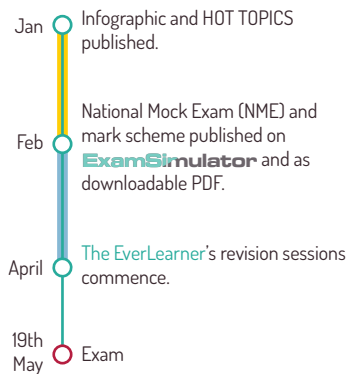 Jan
Infographic and HOT TOPICS
published.
Feb
National Mock Exam (NME) and
mark scheme published on
ExamSimulator and as
downloadable PDF.
April
The EverLearner's revision sessions
commence.
19th
May
Exam